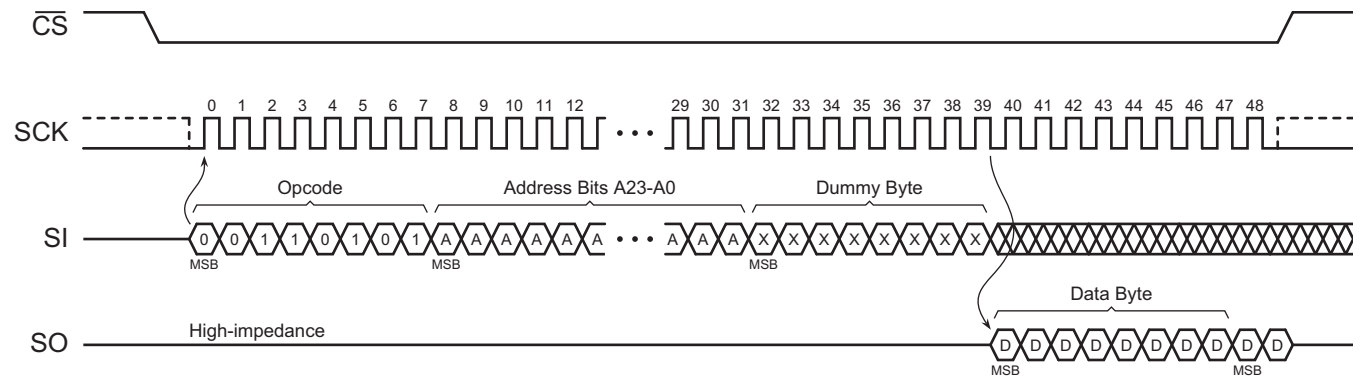 CS
0 1 2 3 4 5 6 7 8 9 10 11 12 29 30 31 32 33 34 35 36 37 38 39 40 41 42 43 44 45 46 47 48
SCK
Opcode Address Bits A23-A0 Dummy Byte
SI 0 0 1 1 0 1 0 1 A A A A A A A A A X X X X X X X X
MSB MSB MSB
Data Byte
High-impedance
SO D D D D D D D D D D
MSB MSB